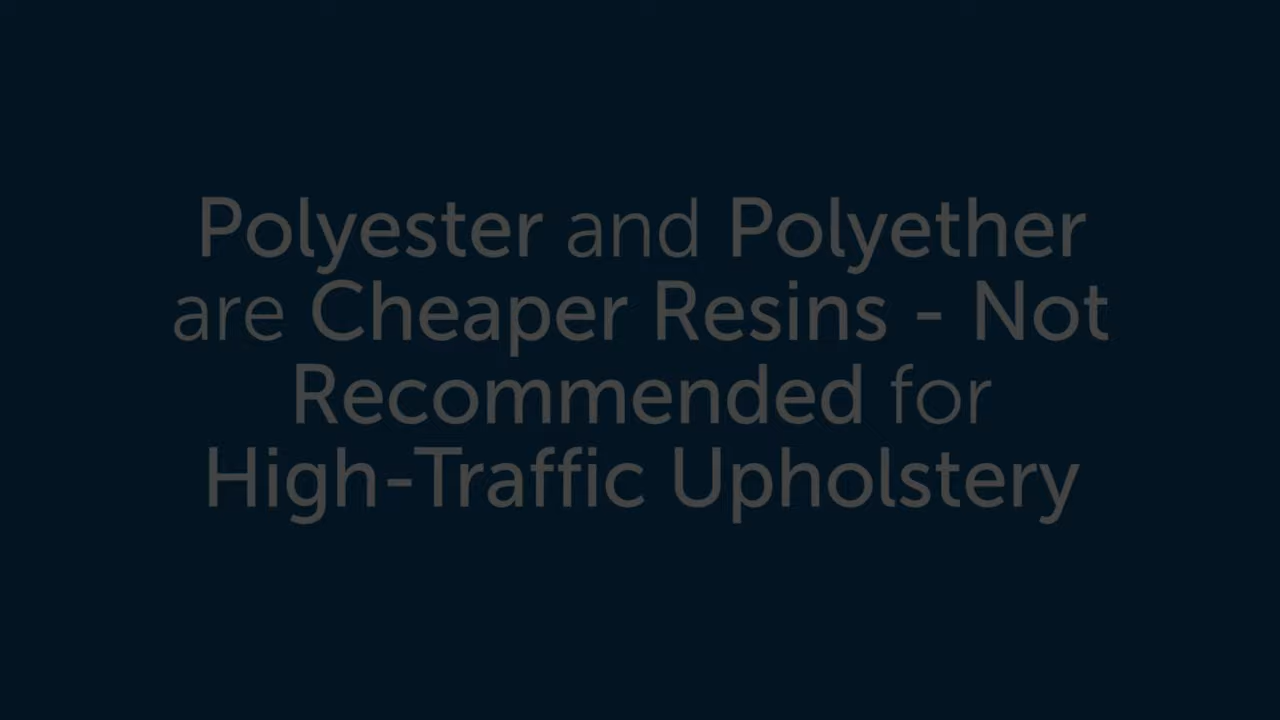 Polyester and Polyether
are Cheaper Resins - Not
Recommended for
High-Traffic Upholstery